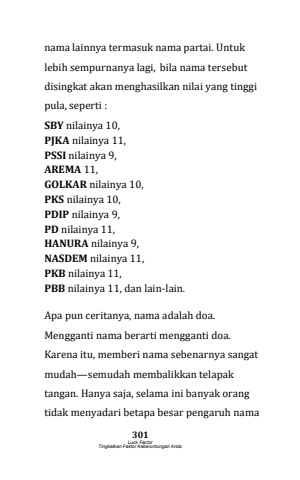 nama lainnya termasuk nama partai. Untuk
lebih sempurnanya lagi, bila nama tersebut
disingkat akan menghasilkan nilai yang tinggi
pula, seperti :
SBY nilainya 10,
PJKA nilainya 11,
PSSI nilainya 9,
AREMA 11,
GOLKAR nilainya 10,
PKS nilainya 10,
PDIP nilainya 9,
PD nilainya 11,
HANURA nilainya 9,
NASDEM nilainya 11,
PKB nilainya 11,
PBB nilainya 11, dan lain-lain.
Apa pun ceritanya, nama adalah doa.
Mengganti nama berarti mengganti doa.
Karena itu, memberi nama sebenarnya sangat
mudah—semudah membalikkan telapak
tangan. Hanya saja, selama ini banyak orang
tidak menyadari betapa besar pengaruh nama
301
Luck Factor
Tingkatkan Faktor Keberuntungan Anda